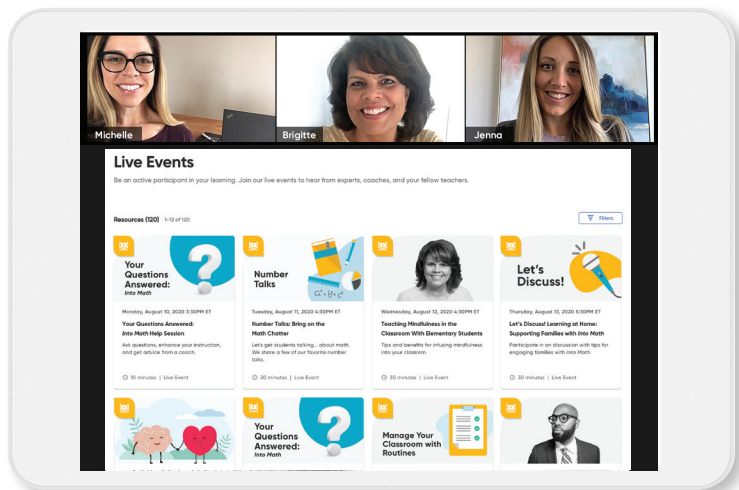 Michelle
Brigitte
Jenna
Live Events
Be an active participant in your learning. Join our live events to hear from experts, coaches, and your fellow teachers.
Resources (120) 1-12 of 120
Filters
Your
Questions
Answered:
Into Math
Monday, August 10, 2020 3:30PM ET
Your Questions Answered:
Into Math Help Session
Ask questions, enhance your instruction,
and get advice from a coach.
10 minutes | Live Event
Number
Talks
Tuesday, August 11, 2020 4:30PM ET
Number Talks: Bring on the
Math Chatter
Let's get students talking... about math.
We share a few of our favorite number
talks.
30 minutes | Live Event
Wednesday, August 12, 2020 4:30PM ET
Teaching Mindfulness in the
Classroom With Elementary Students
Tips and benefits for infusing mindfulness
into your classroom.
30 minutes | Live Event
Let's
Discuss!
Thursday, August 13, 2020 5:30PM ET
Let's Discuss! Learning at Home:
Supporting Families with Into Math
Participate in an discussion with tips for
engaging families with Into Math.
30 minutes | Live Event
Your
Questions
Answered:
Into Math
Manage Your
Classroom with
Routines